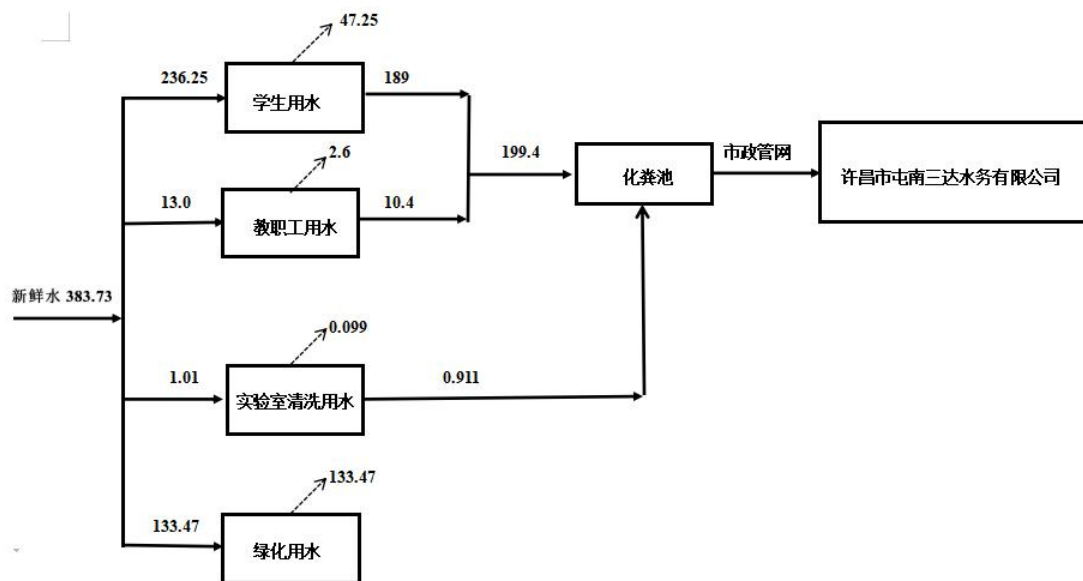 47.25
236.25
学生用水
189
2.6
199.4
化粪池
市政管网
许昌市屯南三达水务有限公司
13.0
教职工用水
10.4
新鲜水 383.73
0.099
1.01
实验室清洗用水
0.911
133.47
133.47
绿化用水